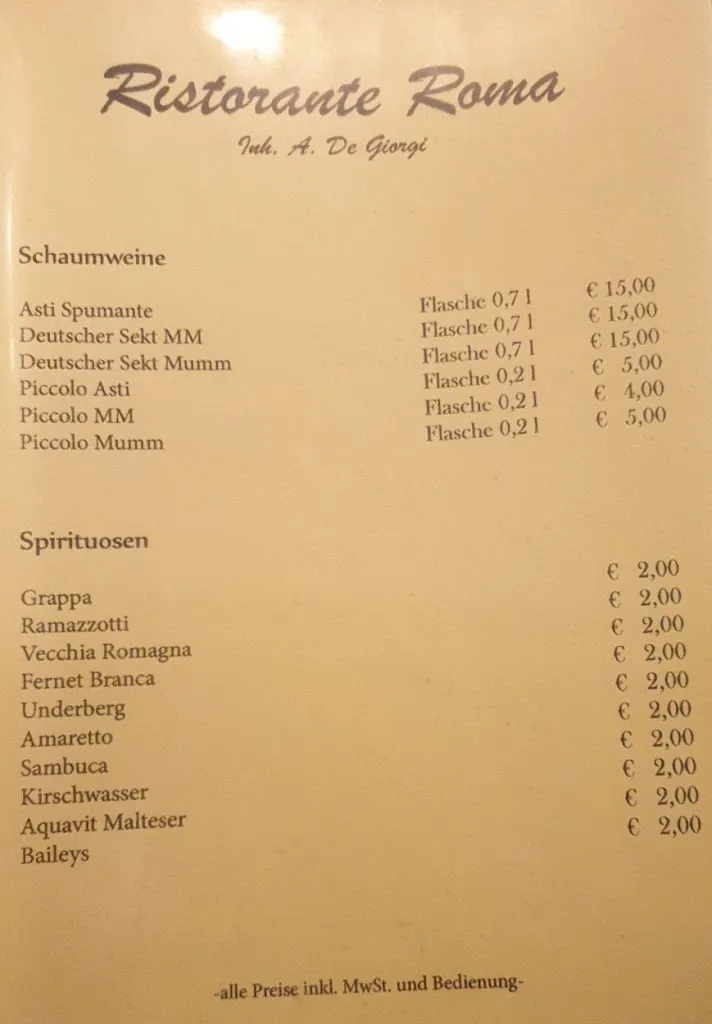 Ristorante Roma
Inh. A. De Giorgi
Schaumweine
Asti Spumante Flasche 0,7 l € 15,00
Deutscher Sekt MM Flasche 0,7 l € 15,00
Deutscher Sekt Mumm Flasche 0,7 l € 15,00
Piccolo Asti Flasche 0,2 l € 5,00
Piccolo MM Flasche 0,2 l € 4,00
Piccolo Mumm Flasche 0,2 l € 5,00
Spirituosen
Grappa € 2,00
Ramazzotti € 2,00
Vecchia Romagna € 2,00
Fernet Branca € 2,00
Underberg € 2,00
Amaretto € 2,00
Sambuca € 2,00
Kirschwasser € 2,00
Aquavit Malteser € 2,00
Baileys € 2,00
-alle Preise inkl. MwSt. und Bedienung-